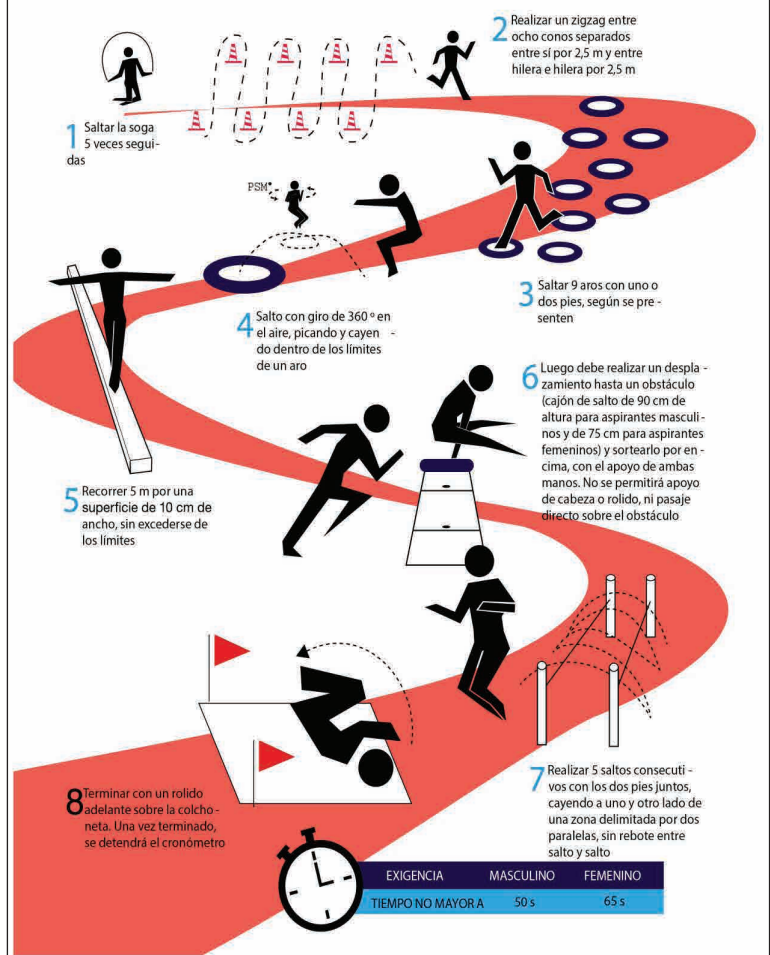 1 Saltar la soga
5 veces segui-
das
2 Realizar un zigzag entre
ocho conos separados
entre sí por 2,5 m y entre
hilera e hilera por 2,5 m
3 Saltar 9 aros con uno o
dos pies, según se pre -
senten
PSM*
4 Salto con giro de 360 º en
el aire, picando y cayen -
do dentro de los límites
de un aro
5 Recorrer 5 m por una
superficie de 10 cm de
ancho, sin excederse de
los límites
6 Luego debe realizar un despla -
zamiento hasta un obstáculo
(cajón de salto de 90 cm de
altura para aspirantes masculi -
nos y de 75 cm para aspirantes
femeninos) y sortearlo por en -
cima, con el apoyo de ambas
manos. No se permitirá apoyo
de cabeza o rolido, ni pasaje
directo sobre el obstáculo
7 Realizar 5 saltos consecuti -
vos con los dos pies juntos,
cayendo a uno y otro lado de
una zona delimitada por dos
paralelas, sin rebote entre
salto y salto
8 Terminar con un rolido
adelante sobre la colcho -
neta. Una vez terminado,
se detendrá el cronómetro
EXIGENCIA MASCULINO FEMENINO
TIEMPO NO MAYOR A 50 s 65 s